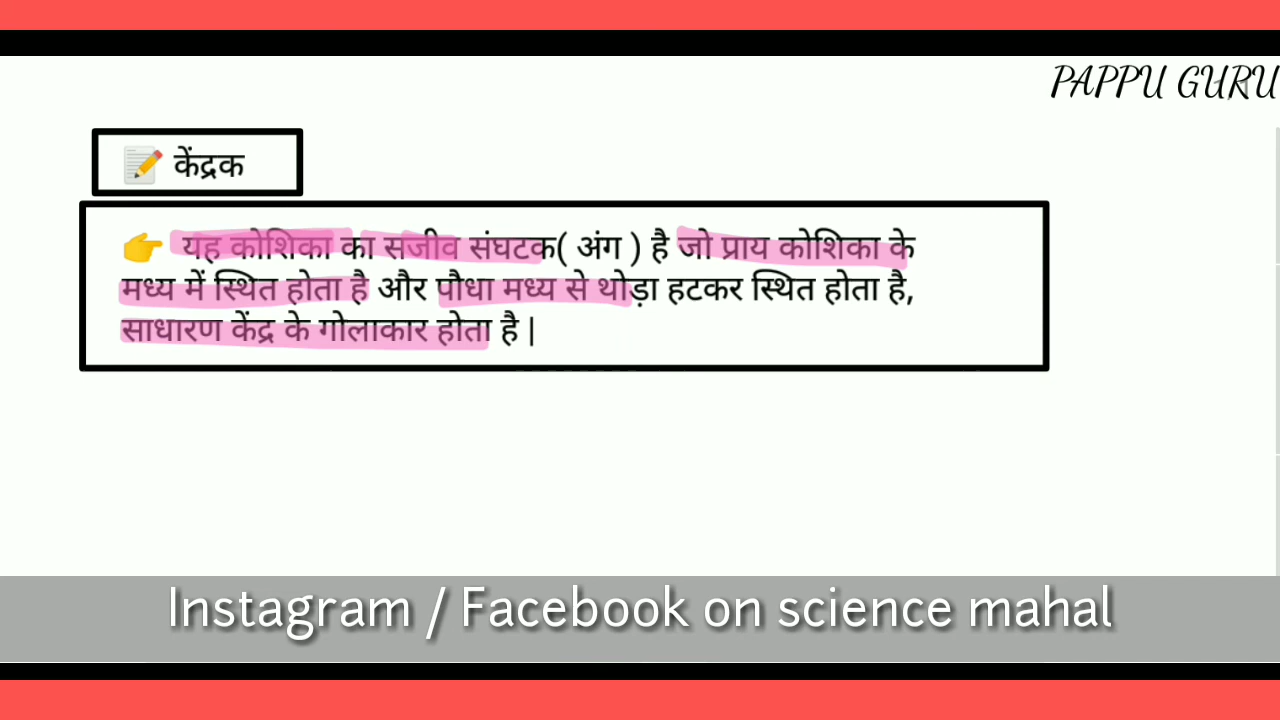 PAPPU GURU
📝 केंद्रक
👉 यह कोशिका का सजीव संघटक( अंग ) है जो प्राय कोशिका के
मध्य में स्थित होता है और पौधा मध्य से थोड़ा हटकर स्थित होता है,
साधारण केंद्र के गोलाकार होता है |
Instagram / Facebook on science mahal